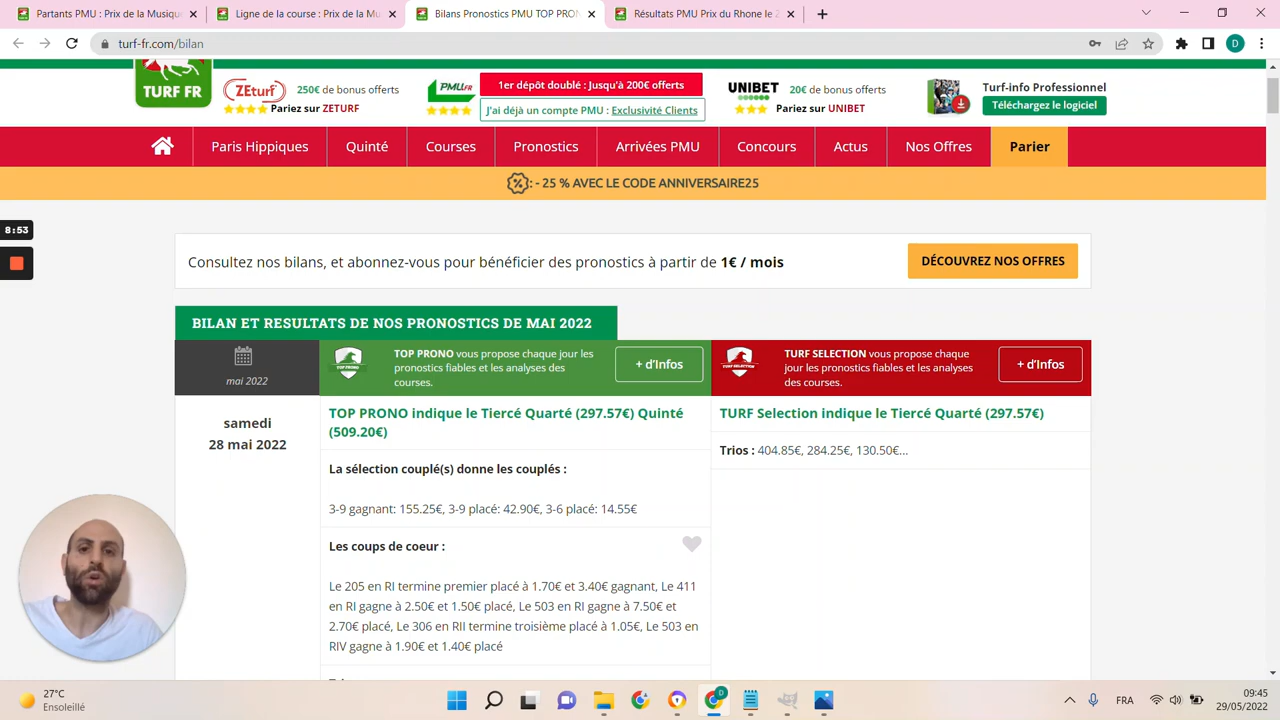 Partants PMU : Prix de la Musique
Ligne de la course : Prix de la Mu
Bilans Pronostics PMU TOP PRON
Résultats PMU Prix du Rhone le 2
turf-fr.com/bilan
D
TURF FR
ZEturf
250€ de bonus offerts
Pariez sur ZETURF
PMU.FR
1er dépôt doublé : Jusqu'à 200€ offerts
J'ai déjà un compte PMU : Exclusivité Clients
UNIBET
20€ de bonus offerts
Pariez sur UNIBET
Turf-info Professionnel
Téléchargez le logiciel
Paris Hippiques
Quinté
Courses
Pronostics
Arrivées PMU
Concours
Actus
Nos Offres
Parier
: - 25 % AVEC LE CODE ANNIVERSAIRE25
8:53
Consultez nos bilans, et abonnez-vous pour bénéficier des pronostics à partir de 1€ / mois
DÉCOUVREZ NOS OFFRES
BILAN ET RESULTATS DE NOS PRONOSTICS DE MAI 2022
mai 2022
TOP PRONO
TOP PRONO vous propose chaque jour les
pronostics fiables et les analyses des
courses.
+ d'Infos
TURF SELECTION
TURF SELECTION vous propose chaque
jour les pronostics fiables et les analyses
des courses.
+ d'Infos
samedi
28 mai 2022
TOP PRONO indique le Tiercé Quarté (297.57€) Quinté
(509.20€)
La sélection couplé(s) donne les couplés :
3-9 gagnant: 155.25€, 3-9 placé: 42.90€, 3-6 placé: 14.55€
Les coups de coeur :
Le 205 en RI termine premier placé à 1.70€ et 3.40€ gagnant, Le 411
en RI gagne à 2.50€ et 1.50€ placé, Le 503 en RI gagne à 7.50€ et
2.70€ placé, Le 306 en RII termine troisième placé à 1.05€, Le 503 en
RIV gagne à 1.90€ et 1.40€ placé
TURF Selection indique le Tiercé Quarté (297.57€)
Trios : 404.85€, 284.25€, 130.50€...
27°C
Ensoleillé
D
FRA
09:45
29/05/2022